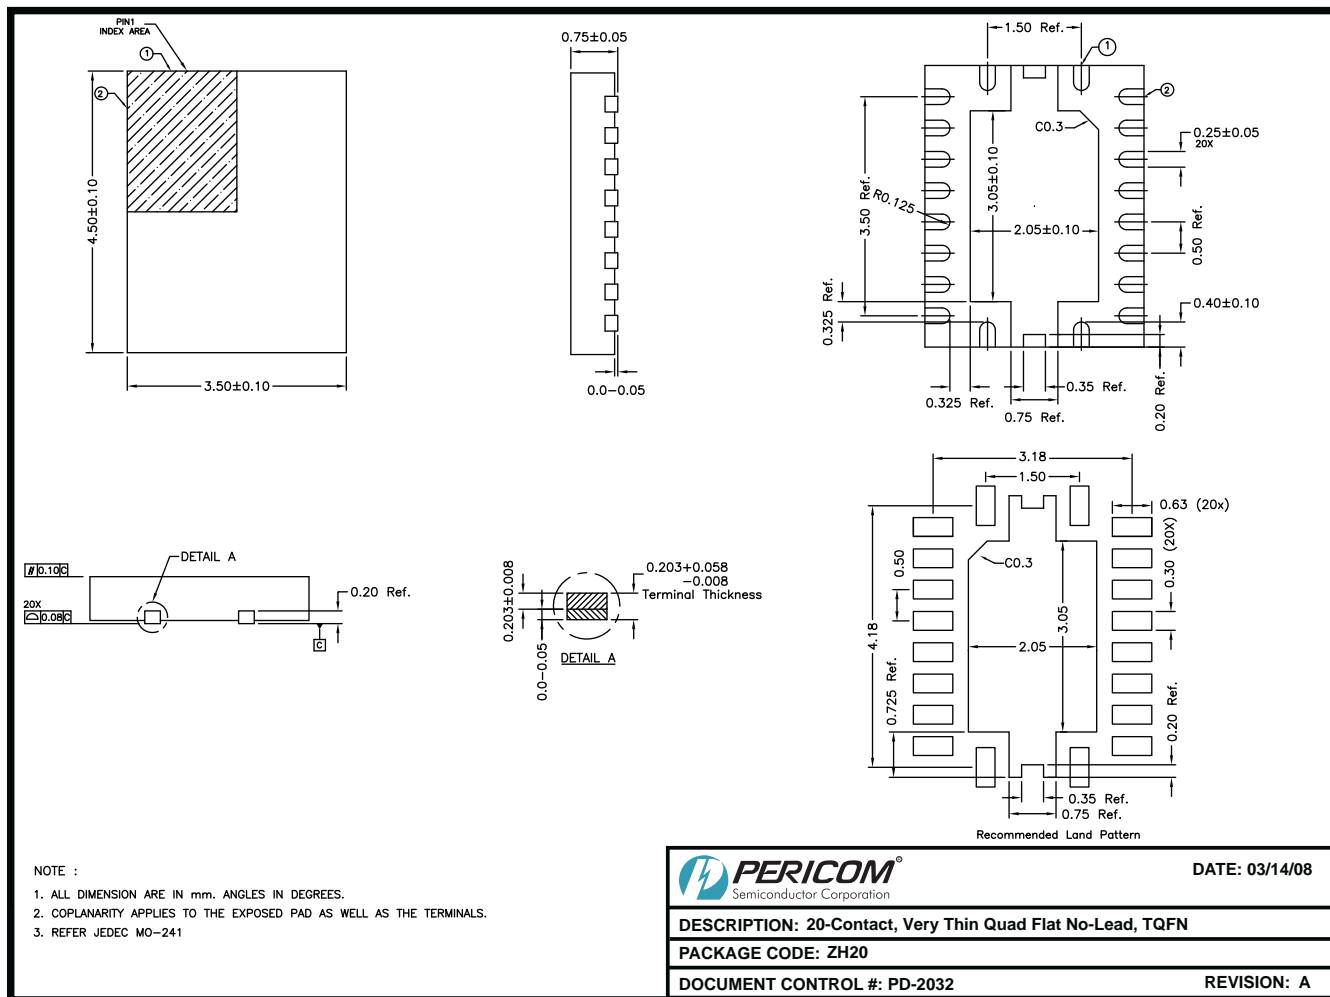 PIN1
INDEX AREA
1
2
4.50±0.10
3.50±0.10
0.75±0.05
0.0-0.05
1.50 Ref.
1
2
C0.3
0.25±0.05
20X
3.50 Ref.
R0.125
3.05±0.10
2.05±0.10
0.50 Ref.
0.325 Ref.
0.40±0.10
0.325 Ref.
0.35 Ref.
0.75 Ref.
0.20 Ref.
// 0.10 C
20X
0.08 C
DETAIL A
0.20 Ref.
C
0.203±0.008
0.0-0.05
0.203+0.058
-0.008
Terminal Thickness
DETAIL A
3.18
1.50
0.63 (20x)
0.50
C0.3
0.30 (20X)
4.18
3.05
2.05
0.725 Ref.
0.20 Ref.
0.35 Ref.
0.75 Ref.
Recommended Land Pattern
NOTE :
1. ALL DIMENSION ARE IN mm. ANGLES IN DEGREES.
2. COPLANARITY APPLIES TO THE EXPOSED PAD AS WELL AS THE TERMINALS.
3. REFER JEDEC MO-241
PERICOM®
Semiconductor Corporation
DATE: 03/14/08
DESCRIPTION: 20-Contact, Very Thin Quad Flat No-Lead, TQFN
PACKAGE CODE: ZH20
DOCUMENT CONTROL #: PD-2032
REVISION: A